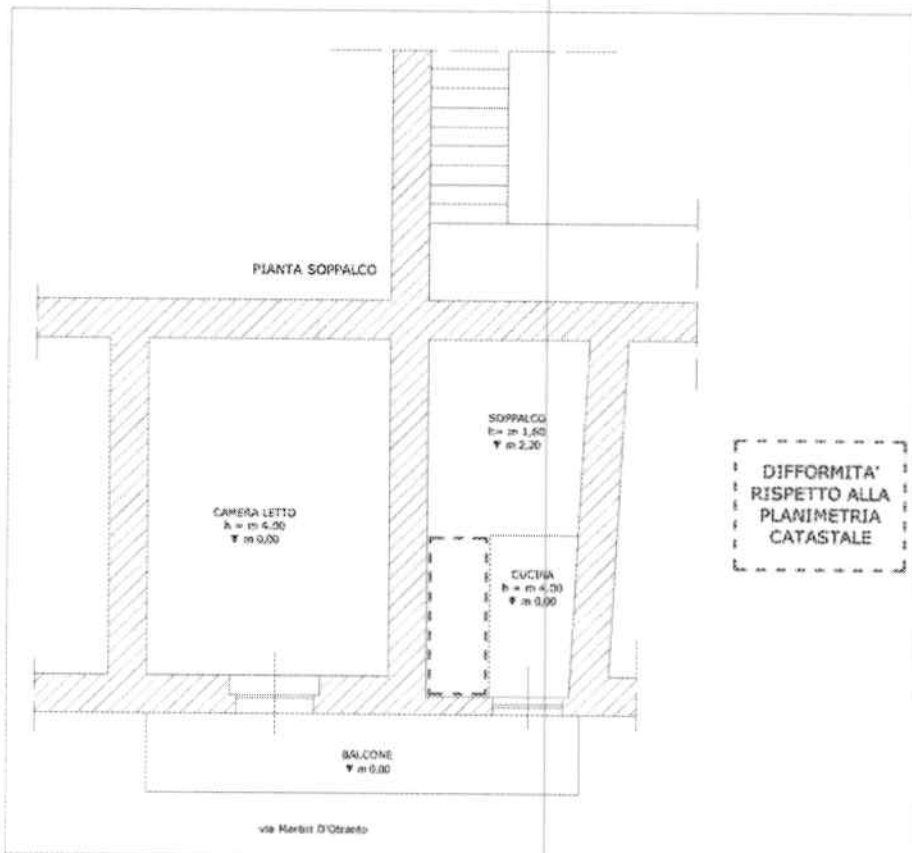 PIANTA SOPPALCO
SOPPALCO
h= m 1,60
▼ m 2,20
CAMERA LETTO
h = m 4,00
▼ m 0,00
CUCINA
h = m 4,00
▼ m 0,00
DIFFORMITA'
RISPETTO ALLA
PLANIMETRIA
CATASTALE
BALCONE
▼ m 0,00
via Martiri D'Otranto